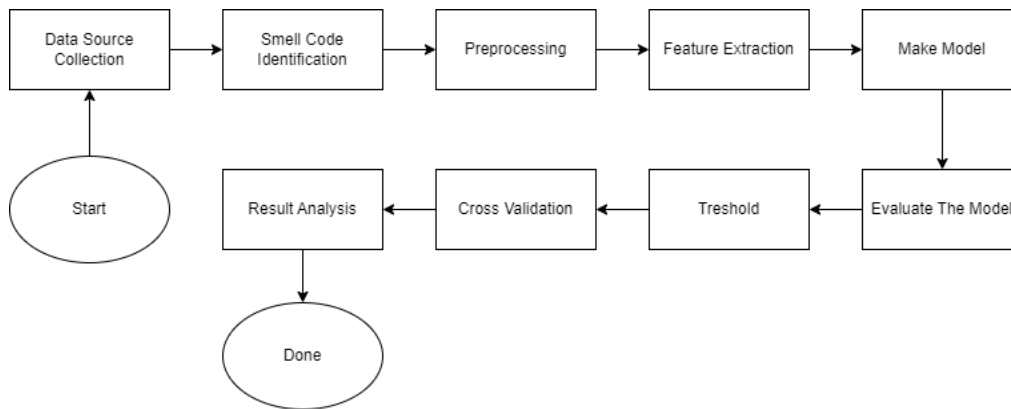 Data Source
Collection
Smell Code
Identification
Preprocessing
Feature Extraction
Make Model
Start
Result Analysis
Cross Validation
Treshold
Evaluate The Model
Done